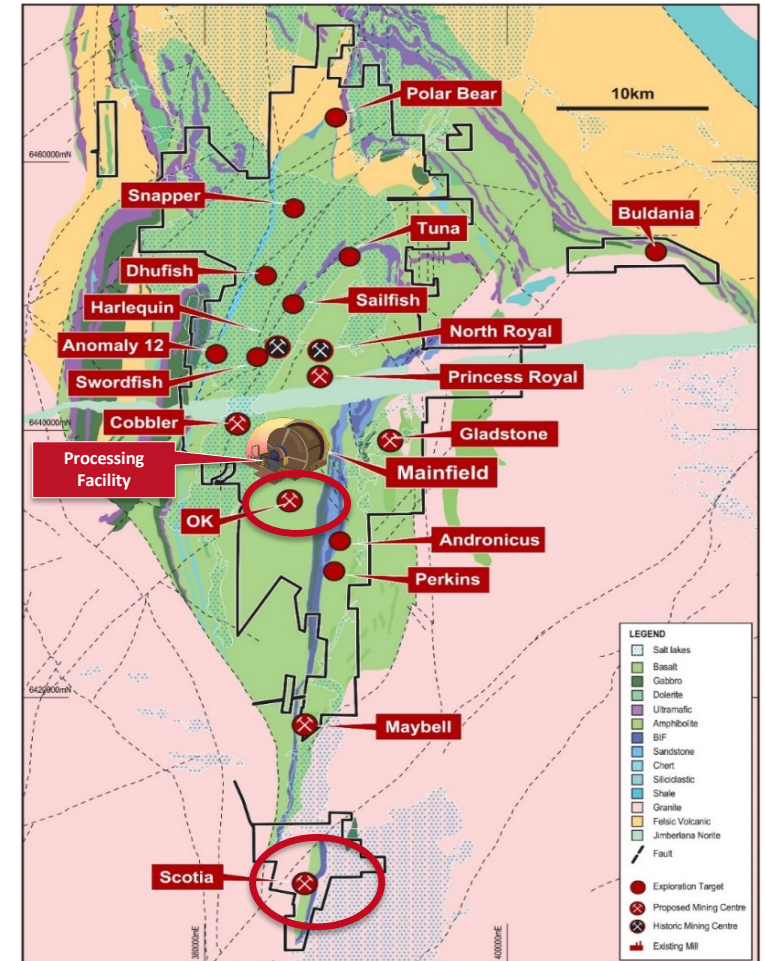 Polar Bear
10km
6460000mN
Snapper
Buldania
Tuna
Dhufish
Sailfish
Harlequin
North Royal
Anomaly 12
Swordfish
Princess Royal
Cobbler
6440000mN
Gladstone
Processing
Facility
Mainfield
OK
Andronicus
Perkins
LEGEND
Salt lakes
Basalt
Gabbro
Dolerite
Ultramafic
Amphibolite
BIF
Sandstone
Chert
Siliciclastic
Shale
Granite
Felsic Volcanic
Jimberlana Norite
Fault
Exploration Target
Proposed Mining Centre
Historic Mining Centre
Existing Mill
6420000mN
Maybell
Scotia
380000mE
400000mE